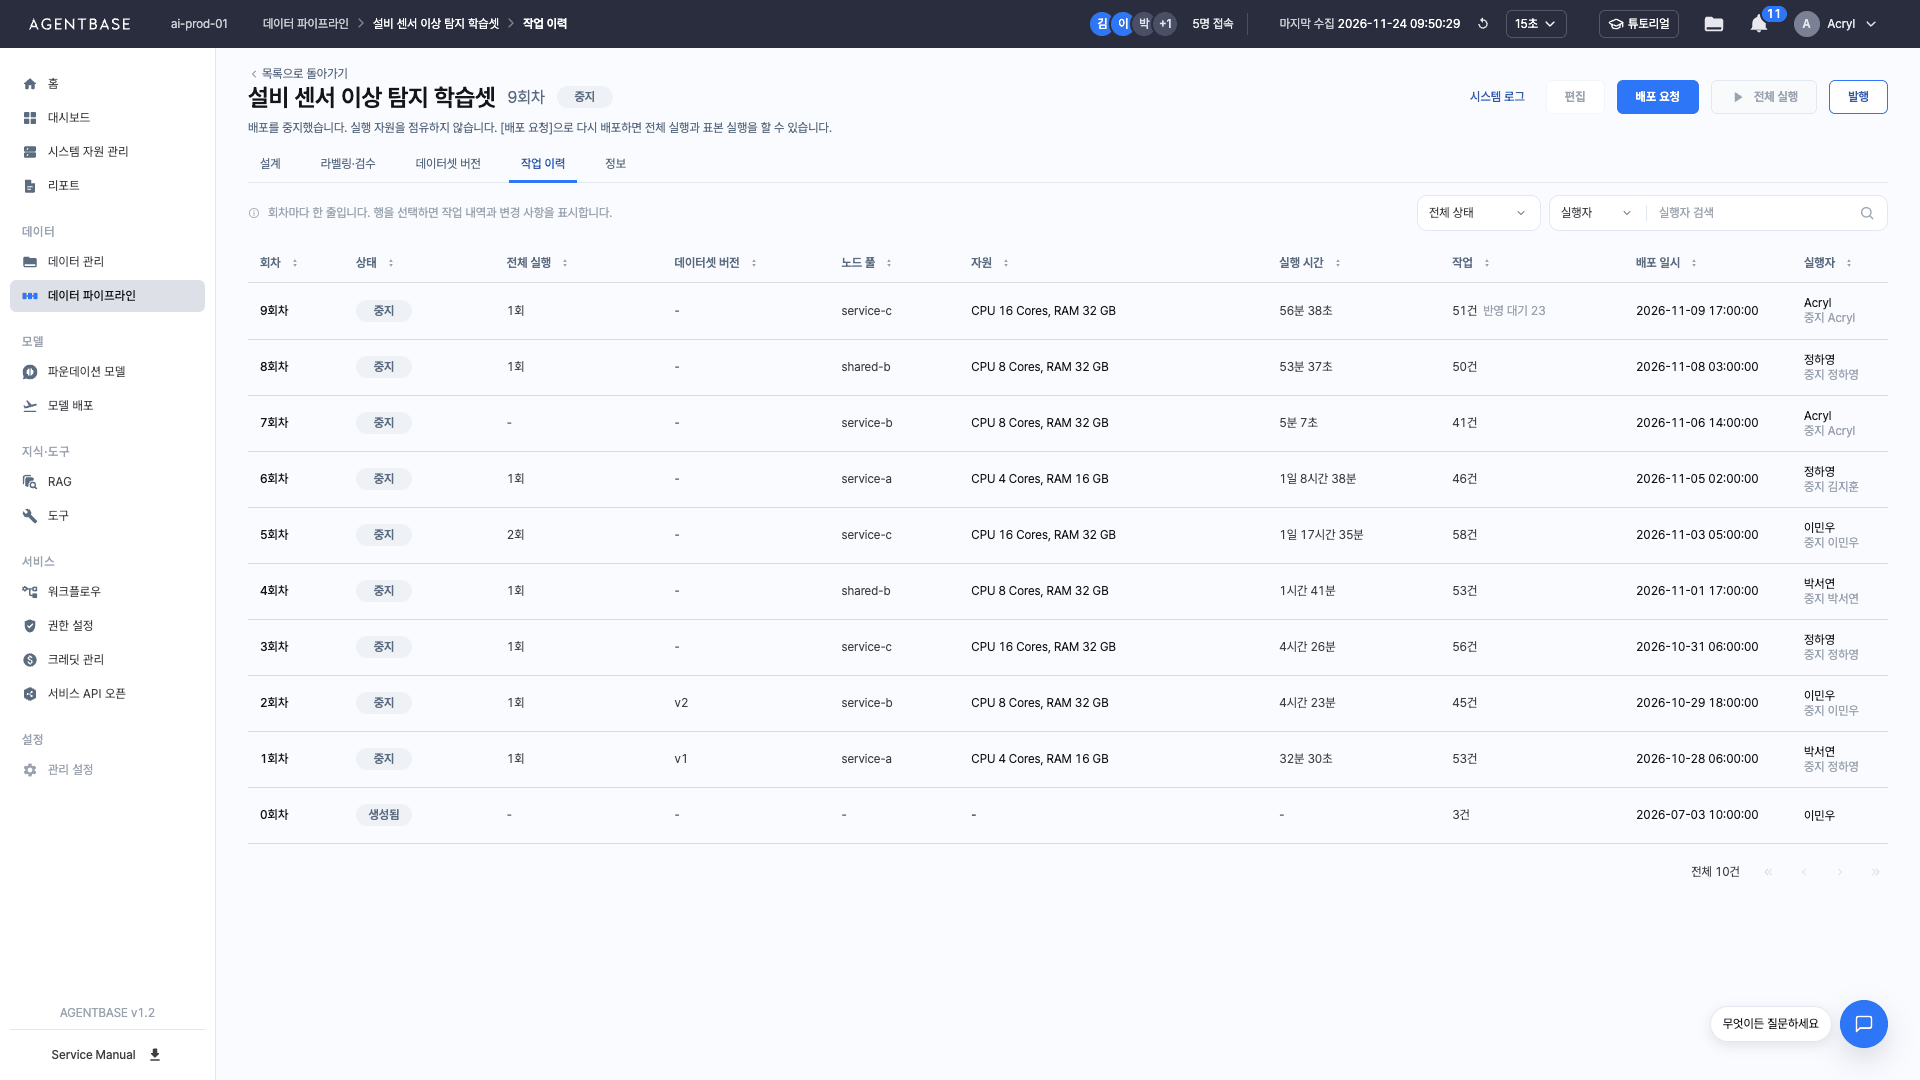 AGENTBASE
ai-prod-01
데이터 파이프라인 > 설비 센서 이상 탐지 학습셋 > 작업 이력
김 이 박 +1 5명 접속
마지막 수집 2026-11-24 09:50:29
15초
튜토리얼
11
A Acryl
홈
대시보드
시스템 자원 관리
리포트
데이터
데이터 관리
데이터 파이프라인
모델
파운데이션 모델
모델 배포
지식·도구
RAG
도구
서비스
워크플로우
권한 설정
크레딧 관리
서비스 API 오픈
설정
관리 설정
AGENTBASE v1.2
Service Manual
목록으로 돌아가기
설비 센서 이상 탐지 학습셋 9회차 중지
시스템 로그 편집 배포 요청 전체 실행 발행
배포를 중지했습니다. 실행 자원을 점유하지 않습니다. [배포 요청]으로 다시 배포하면 전체 실행과 표본 실행을 할 수 있습니다.
설계 라벨링·검수 데이터셋 버전 작업 이력 정보
회차마다 한 줄입니다. 행을 선택하면 작업 내역과 변경 사항을 표시합니다.
전체 상태 실행자 실행자 검색
회차 상태 전체 실행 데이터셋 버전 노드 풀 자원 실행 시간 작업 배포 일시 실행자
9회차 중지 1회 - service-c CPU 16 Cores, RAM 32 GB 56분 38초 51건 반영 대기 23 2026-11-09 17:00:00 Acryl
중지 Acryl
8회차 중지 1회 - shared-b CPU 8 Cores, RAM 32 GB 53분 37초 50건 2026-11-08 03:00:00 정하영
중지 정하영
7회차 중지 - - service-b CPU 8 Cores, RAM 32 GB 5분 7초 41건 2026-11-06 14:00:00 Acryl
중지 Acryl
6회차 중지 1회 - service-a CPU 4 Cores, RAM 16 GB 1일 8시간 38분 46건 2026-11-05 02:00:00 정하영
중지 김지훈
5회차 중지 2회 - service-c CPU 16 Cores, RAM 32 GB 1일 17시간 35분 58건 2026-11-03 05:00:00 이민우
중지 이민우
4회차 중지 1회 - shared-b CPU 8 Cores, RAM 32 GB 1시간 41분 53건 2026-11-01 17:00:00 박서연
중지 박서연
3회차 중지 1회 - service-c CPU 16 Cores, RAM 32 GB 4시간 26분 56건 2026-10-31 06:00:00 정하영
중지 정하영
2회차 중지 1회 v2 service-b CPU 8 Cores, RAM 32 GB 4시간 23분 45건 2026-10-29 18:00:00 이민우
중지 이민우
1회차 중지 1회 v1 service-a CPU 4 Cores, RAM 16 GB 32분 30초 53건 2026-10-28 06:00:00 박서연
중지 정하영
0회차 생성됨 - - - - - 3건 2026-07-03 10:00:00 이민우
전체 10건
무엇이든 질문하세요